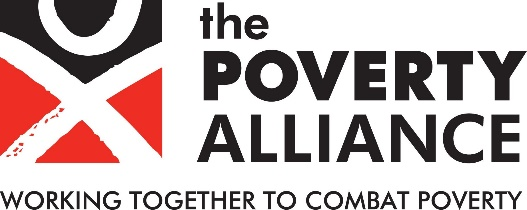 the
POVERTY
ALLIANCE
WORKING TOGETHER TO COMBAT POVERTY